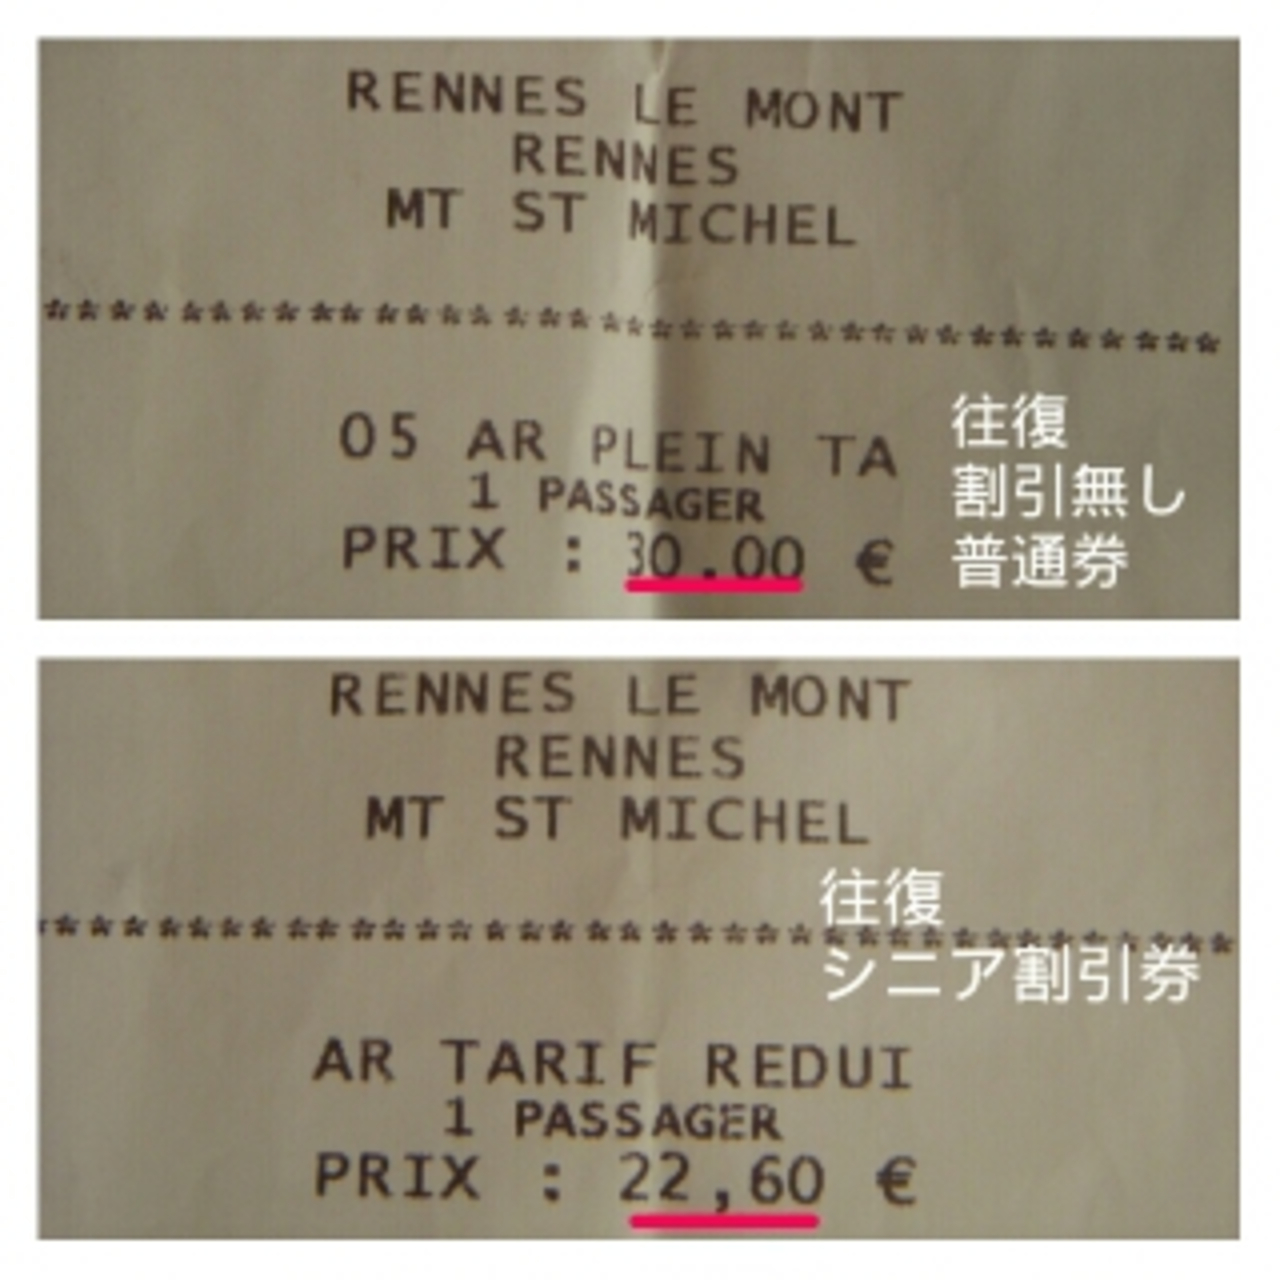 RENNES LE MONT
RENNES
MT ST MICHEL
*************************************
05 AR PLEIN TA
1 PASSAGER
PRIX : 30.00 €
往復
割引無し
普通券
RENNES LE MONT
RENNES
MT ST MICHEL
*************************************
往復
シニア割引券
AR TARIF REDUI
1 PASSAGER
PRIX : 22,60 €